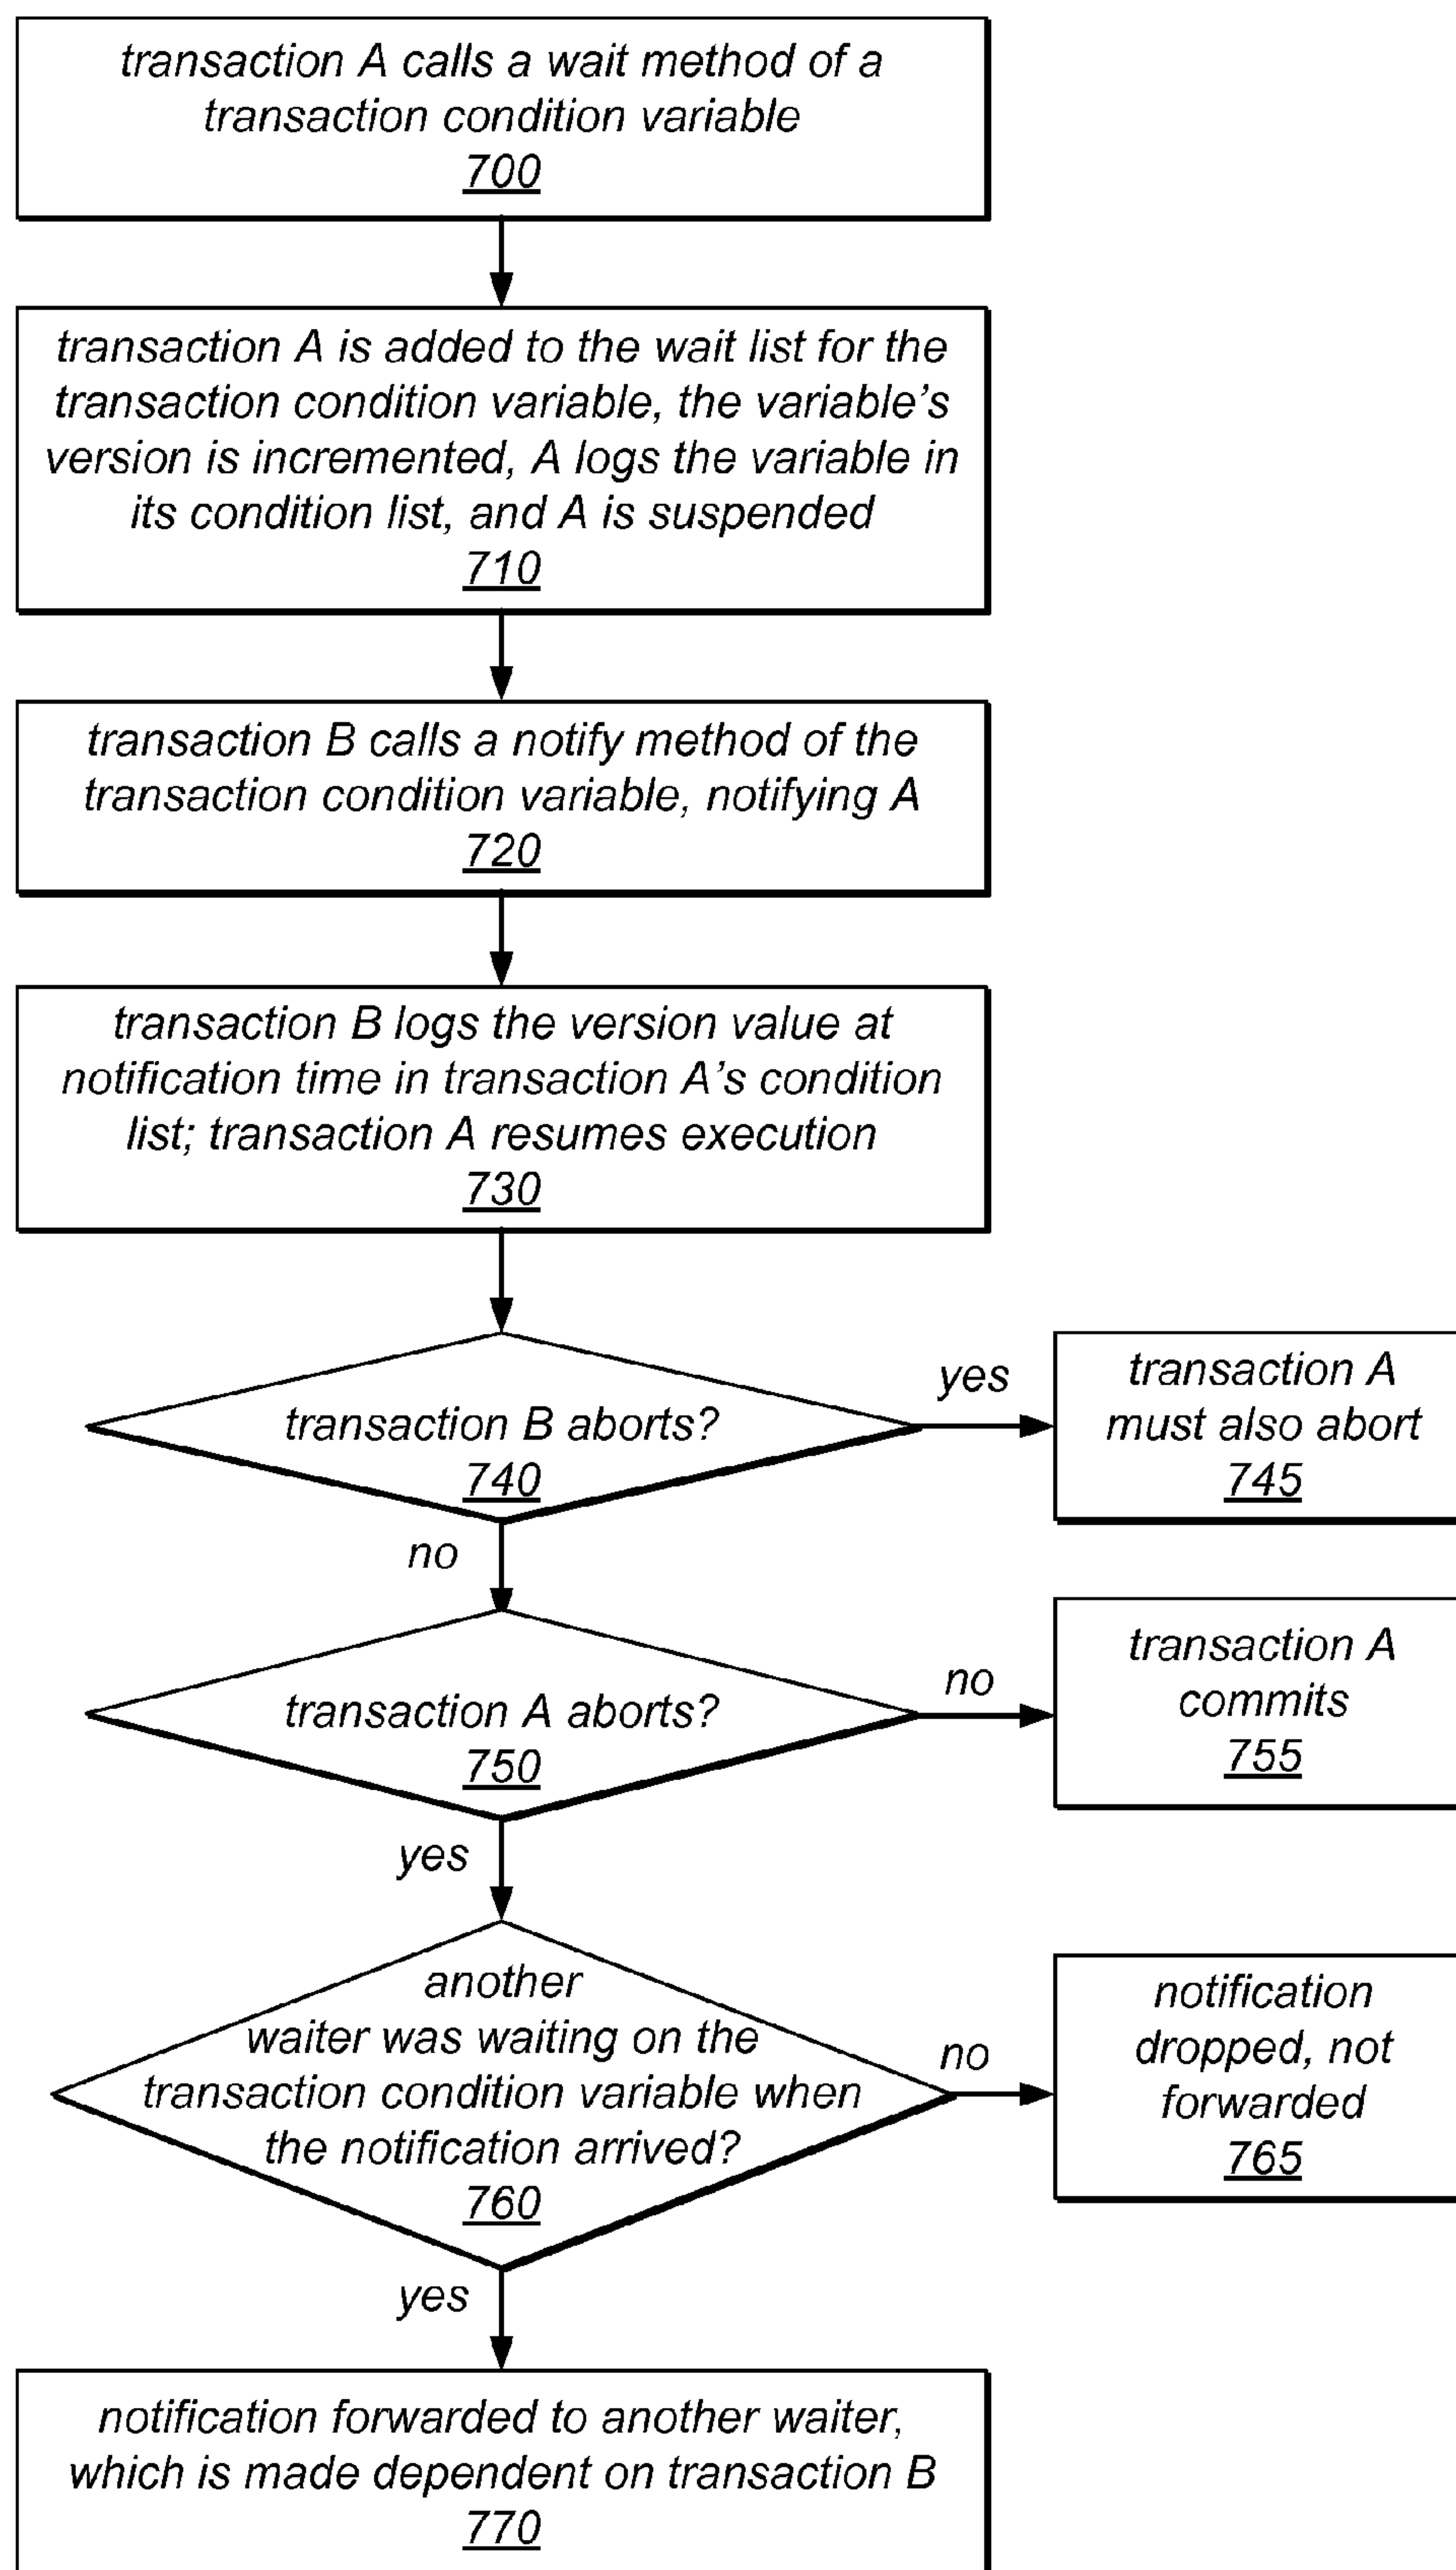 transaction A calls a wait method of a
transaction condition variable
700
transaction A is added to the wait list for the
transaction condition variable, the variable's
version is incremented, A logs the variable in
its condition list, and A is suspended
710
transaction B calls a notify method of the
transaction condition variable, notifying A
720
transaction B logs the version value at
notification time in transaction A's condition
list; transaction A resumes execution
730
transaction B aborts?
740
yes
transaction A
must also abort
745
no
transaction A aborts?
750
no
transaction A
commits
755
yes
another
waiter was waiting on the
transaction condition variable when
the notification arrived?
760
no
notification
dropped, not
forwarded
765
yes
notification forwarded to another waiter,
which is made dependent on transaction B
770